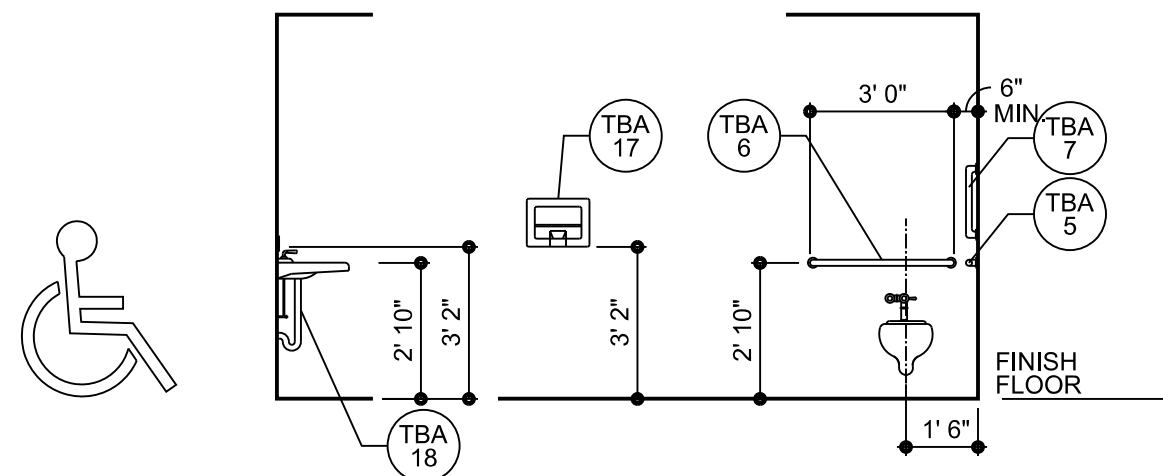 3' 0"
6"
MIN.
TBA
17
TBA
6
TBA
7
TBA
5
2' 10"
3' 2"
3' 2"
2' 10"
FINISH
FLOOR
TBA
18
1' 6"